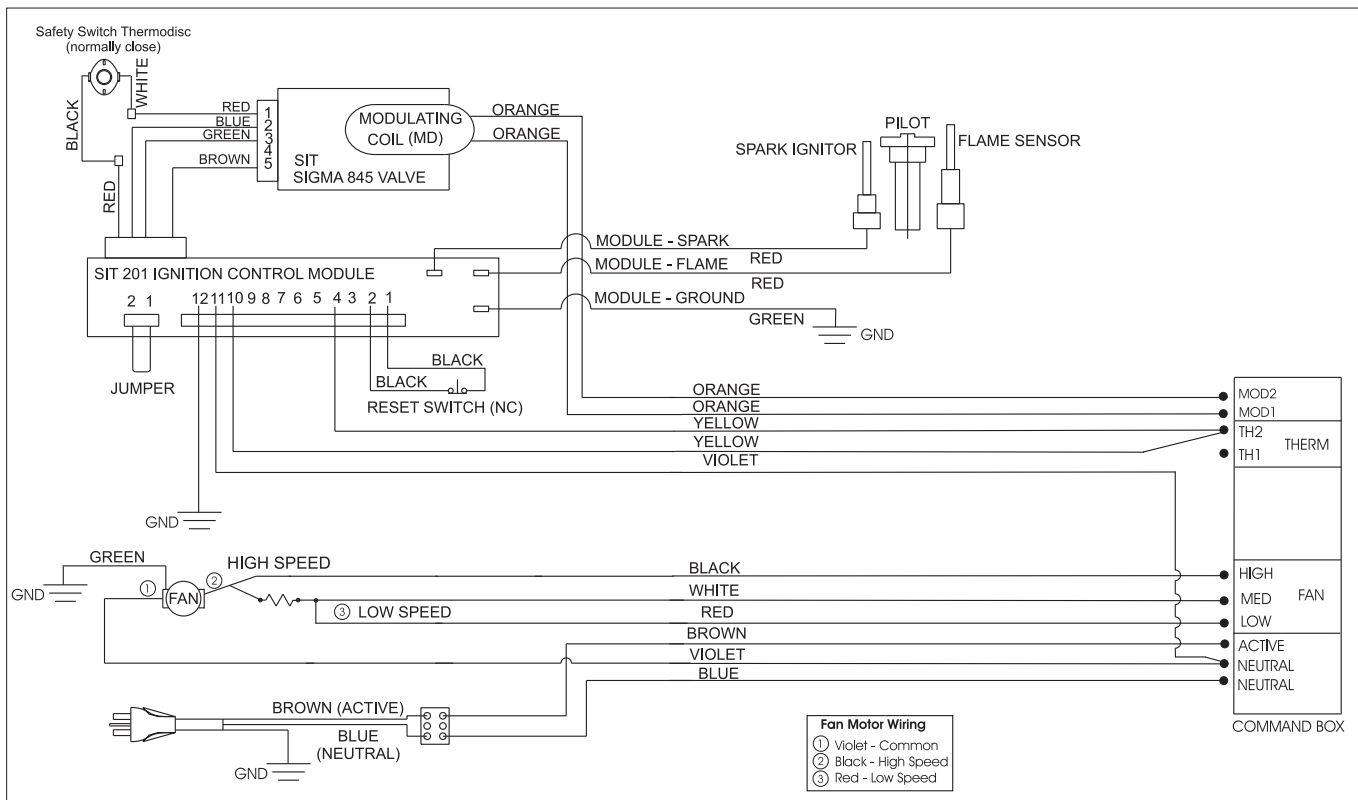 Safety Switch Thermodisc
(normally close)
BLACK
WHITE
RED
RED
BLUE
GREEN
BROWN
1
2
3
4
5
MODULATING
COIL (MD)
SIT
SIGMA 845 VALVE
ORANGE
ORANGE
SPARK IGNITOR
PILOT
FLAME SENSOR
MODULE - SPARK
RED
MODULE - FLAME
RED
MODULE - GROUND
GREEN
GND
SIT 201 IGNITION CONTROL MODULE
2 1
12 11 10 9 8 7 6 5 4 3 2 1
JUMPER
BLACK
BLACK
RESET SWITCH (NC)
ORANGE
ORANGE
YELLOW
YELLOW
VIOLET
MOD2
MOD1
TH2
THERM
TH1
GND
GREEN
GND
1
FAN
2
HIGH SPEED
3 LOW SPEED
BLACK
WHITE
RED
BROWN
VIOLET
BLUE
HIGH
MED
FAN
LOW
ACTIVE
NEUTRAL
NEUTRAL
COMMAND BOX
BROWN (ACTIVE)
BLUE
(NEUTRAL)
GND
Fan Motor Wiring
1 Violet - Common
2 Black - High Speed
3 Red - Low Speed